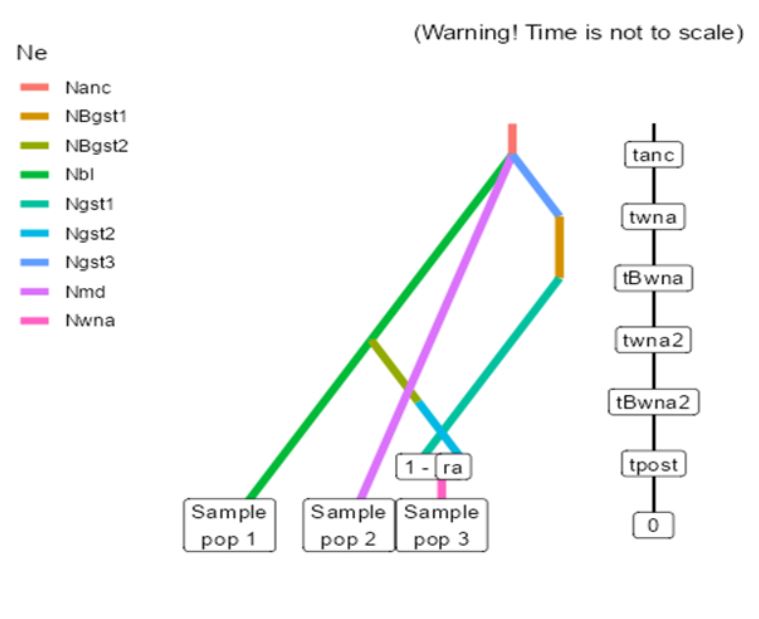 (Warning! Time is not to scale)
Ne
Nanc
NBgst1
NBgst2
Nbl
Ngst1
Ngst2
Ngst3
Nmd
Nwna
tanc
twna
tBwna
twna2
tBwna2
tpost
0
1 - ra
Sample
pop 1
Sample
pop 2
Sample
pop 3